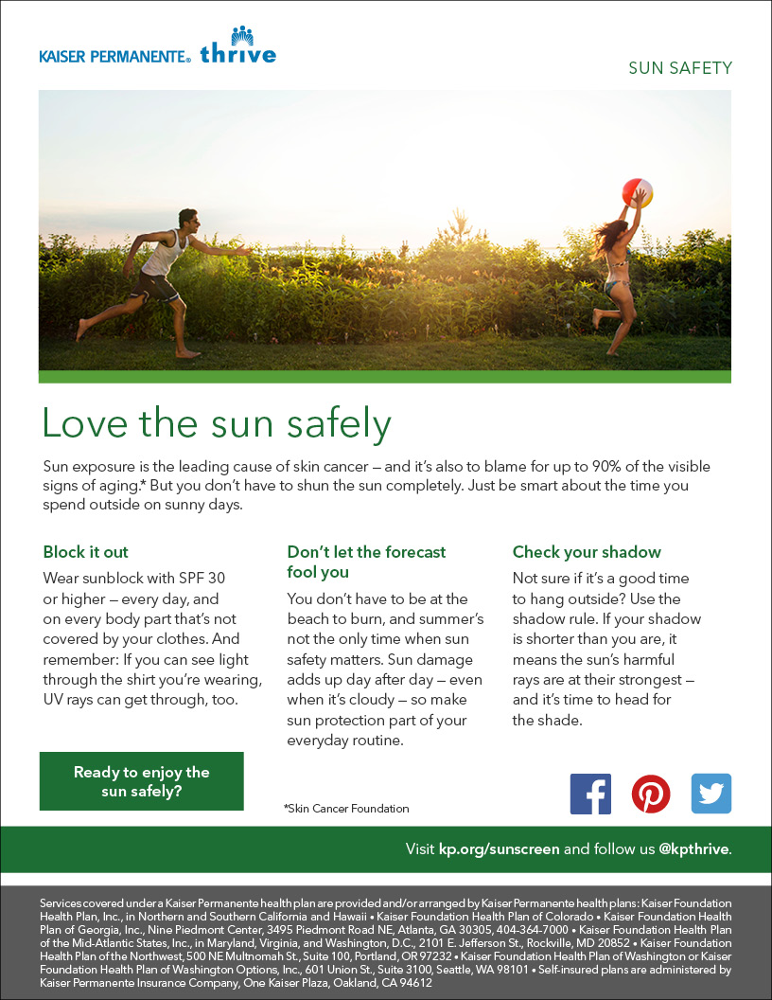 KAISER PERMANENTE® thrive
SUN SAFETY
Love the sun safely
Sun exposure is the leading cause of skin cancer – and it's also to blame for up to 90% of the visible
signs of aging.* But you don't have to shun the sun completely. Just be smart about the time you
spend outside on sunny days.
Block it out
Wear sunblock with SPF 30
or higher – every day, and
on every body part that's not
covered by your clothes. And
remember: If you can see light
through the shirt you're wearing,
UV rays can get through, too.
Don't let the forecast
fool you
You don't have to be at the
beach to burn, and summer's
not the only time when sun
safety matters. Sun damage
adds up day after day – even
when it's cloudy – so make
sun protection part of your
everyday routine.
Check your shadow
Not sure if it's a good time
to hang outside? Use the
shadow rule. If your shadow
is shorter than you are, it
means the sun's harmful
rays are at their strongest –
and it's time to head for
the shade.
Ready to enjoy the
sun safely?
*Skin Cancer Foundation
Visit kp.org/sunscreen and follow us @kpthrive.
Services covered under a Kaiser Permanente health plan are provided and/or arranged by Kaiser Permanente health plans: Kaiser Foundation
Health Plan, Inc., in Northern and Southern California and Hawaii • Kaiser Foundation Health Plan of Colorado • Kaiser Foundation Health
Plan of Georgia, Inc., Nine Piedmont Center, 3495 Piedmont Road NE, Atlanta, GA 30305, 404-364-7000 • Kaiser Foundation Health Plan
of the Mid-Atlantic States, Inc., in Maryland, Virginia, and Washington, D.C., 2101 E. Jefferson St., Rockville, MD 20852 • Kaiser Foundation
Health Plan of the Northwest, 500 NE Multnomah St., Suite 100, Portland, OR 97232 • Kaiser Foundation Health Plan of Washington or Kaiser
Foundation Health Plan of Washington Options, Inc., 601 Union St., Suite 3100, Seattle, WA 98101 • Self-insured plans are administered by
Kaiser Permanente Insurance Company, One Kaiser Plaza, Oakland, CA 94612